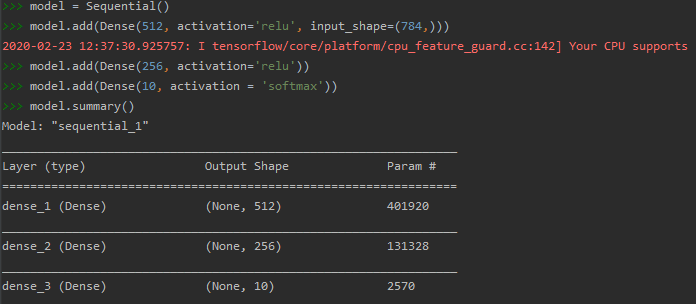 >>> model = Sequential()
>>> model.add(Dense(512, activation='relu', input_shape=(784,)))
2020-02-23 12:37:30.925757: I tensorflow/core/platform/cpu_feature_guard.cc:142] Your CPU supports
>>> model.add(Dense(256, activation='relu'))
>>> model.add(Dense(10, activation = 'softmax'))
>>> model.summary()
Model: "sequential_1"
_________________________________________________________________
Layer (type)                 Output Shape              Param #
=================================================================
dense_1 (Dense)              (None, 512)               401920
_________________________________________________________________
dense_2 (Dense)              (None, 256)               131328
_________________________________________________________________
dense_3 (Dense)              (None, 10)                2570